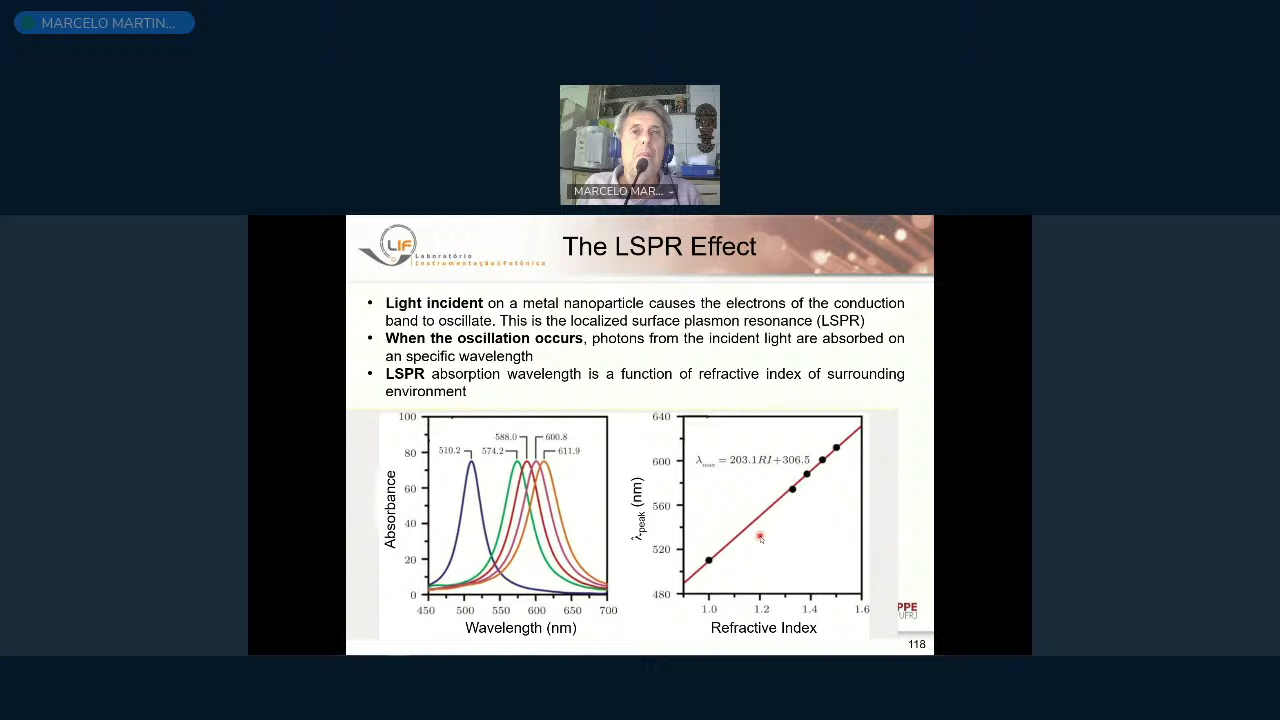 MARCELO MARTIN...
MARCELO MAR...
LIF
Laboratório
Instrumentação&Fotônica
The LSPR Effect
• Light incident on a metal nanoparticle causes the electrons of the conduction
band to oscillate. This is the localized surface plasmon resonance (LSPR)
• When the oscillation occurs, photons from the incident light are absorbed on
an specific wavelength
• LSPR absorption wavelength is a function of refractive index of surrounding
environment
Absorbance
100
80
60
40
20
0
510.2
588.0
574.2
600.8
611.9
450 500 550 600 650 700
Wavelength (nm)
λpeak (nm)
640
600
560
520
480
= 203.1RI+306.5
1.0 1.2 1.4 1.6
Refractive Index
PPE
UFRJ
118